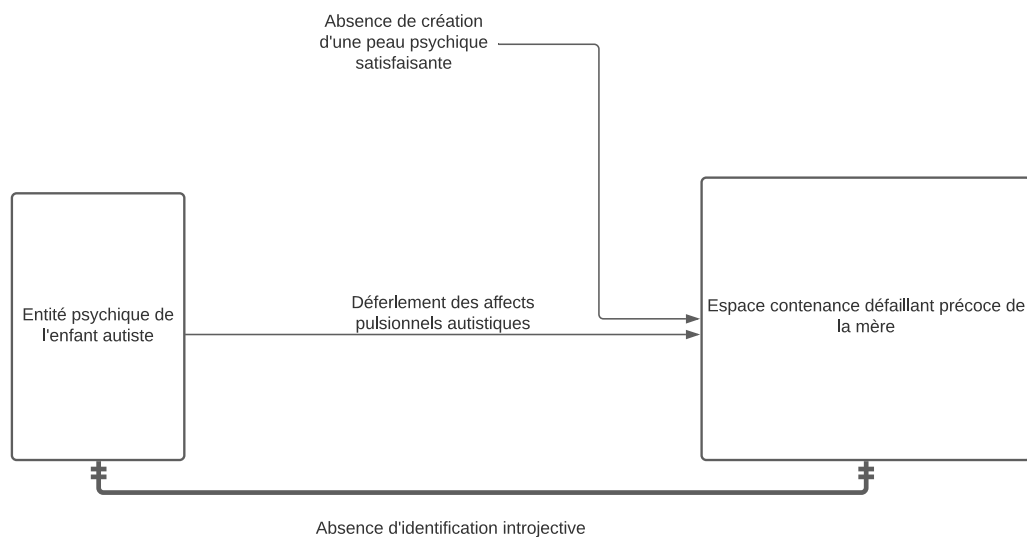 Absence de création
d'une peau psychique
satisfaisante
Entité psychique de
l'enfant autiste
Déferlement des affects
pulsionnels autistiques
Espace contenance défaillant précoce de
la mère
Absence d'identification introjective